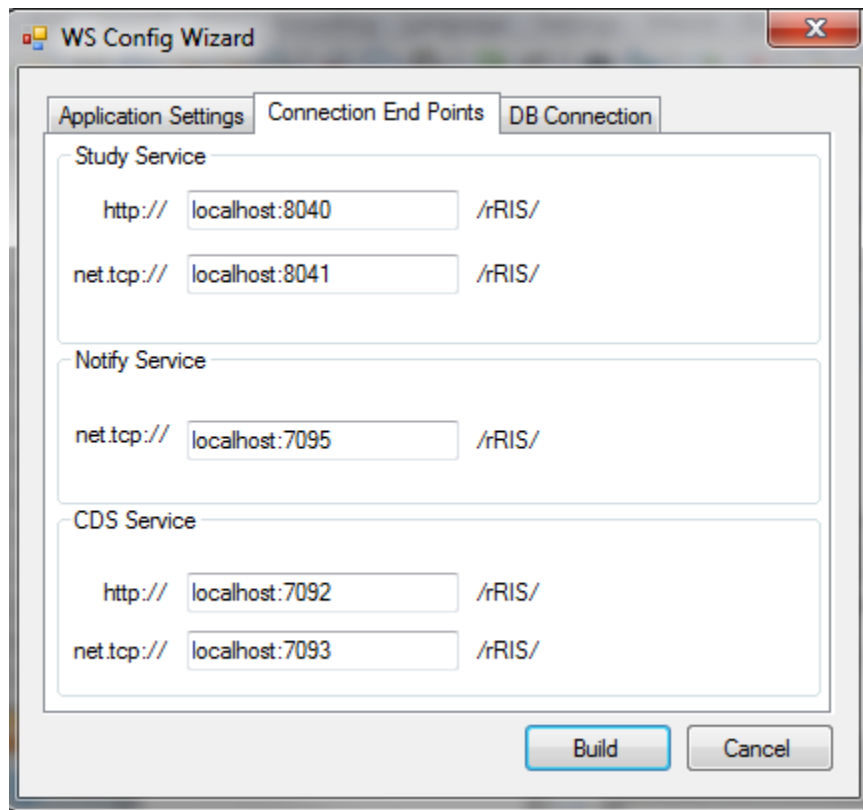 WS Config Wizard
Application Settings Connection End Points DB Connection
Study Service
http:// localhost:8040 /rRIS/
net.tcp:// localhost:8041 /rRIS/
Notify Service
net.tcp:// localhost:7095 /rRIS/
CDS Service
http:// localhost:7092 /rRIS/
net.tcp:// localhost:7093 /rRIS/
Build Cancel